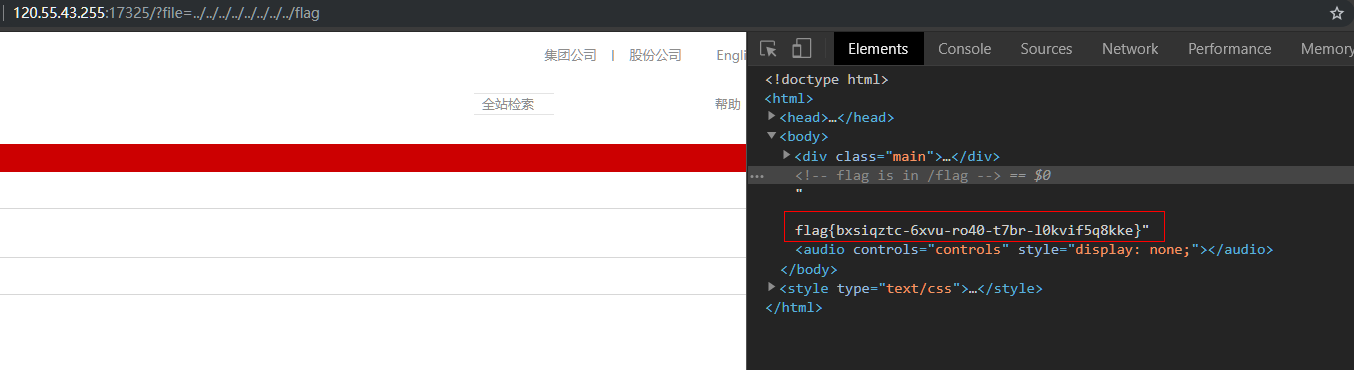 120.55.43.255:17325/?file=../../../../../../../../../flag
集团公司 | 股份公司 Engli
全站检索 帮助
Elements Console Sources Network Performance Memory
<!doctype html>
<html>
<head>…</head>
<body>
<div class="main">…</div>
<!-- flag is in /flag --> == $0
"
flag{bxsiqztc-6xvu-ro40-t7br-l0kvif5q8kke}"
<audio controls="controls" style="display: none;"></audio>
</body>
<style type="text/css">…</style>
</html>